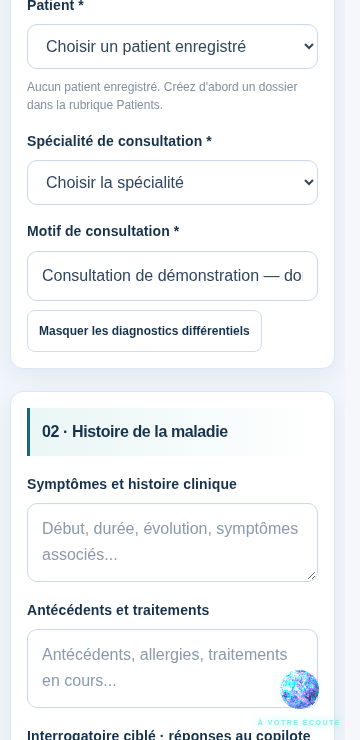 Patient *
Choisir un patient enregistré
Aucun patient enregistré. Créez d'abord un dossier
dans la rubrique Patients.
Spécialité de consultation *
Choisir la spécialité
Motif de consultation *
Consultation de démonstration — do
Masquer les diagnostics différentiels
02 · Histoire de la maladie
Symptômes et histoire clinique
Début, durée, évolution, symptômes
associés...
Antécédents et traitements
Antécédents, allergies, traitements
en cours...
À VOTRE ÉCOUTE
Interrogatoire ciblé · réponses au copilote